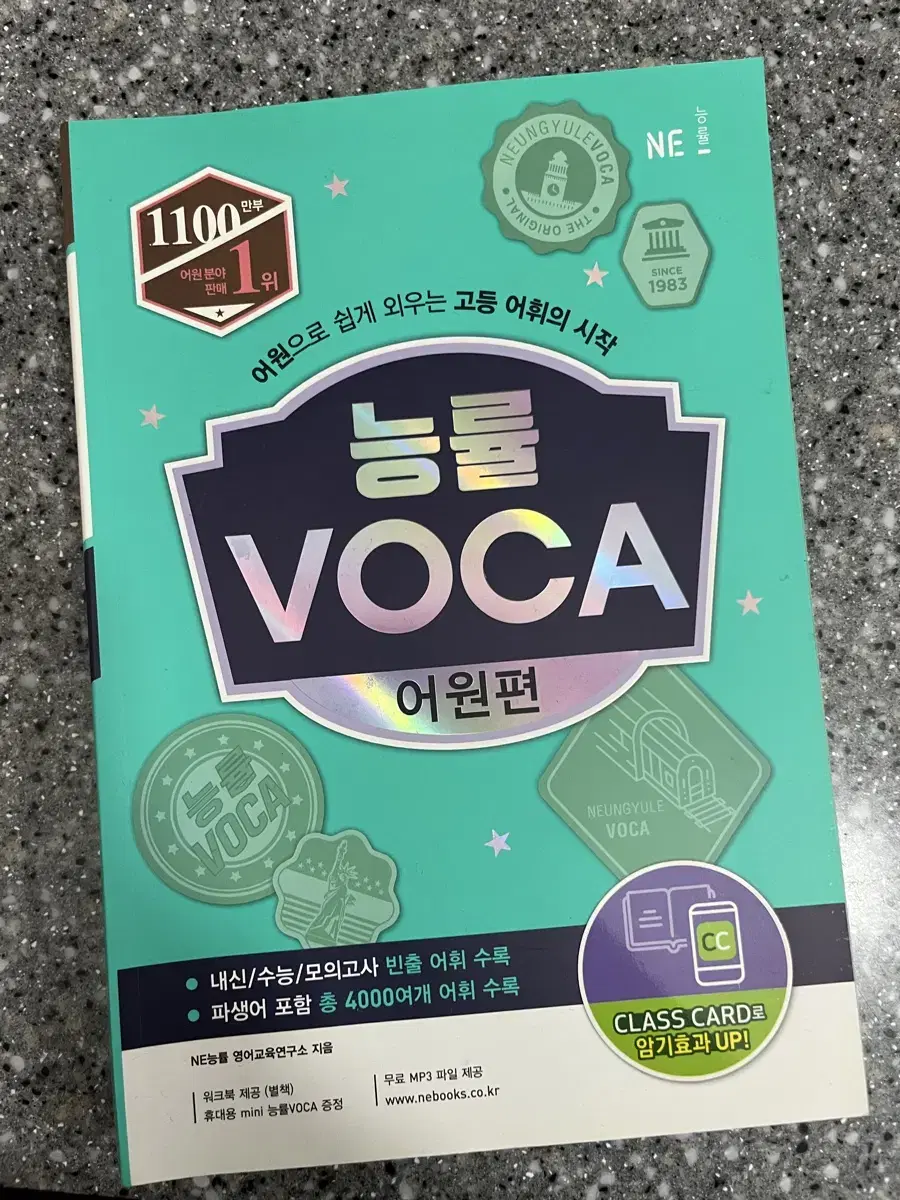 NE 능률
NEUNGYULE VOCA
THE ORIGINAL
SINCE
1983
1100만부
어원 분야
판매 1위
어원으로 쉽게 외우는 고등 어휘의 시작
능률
VOCA
어원편
능률
VOCA
NEUNGYULE
VOCA
CC
CLASS CARD로
암기효과 UP!
• 내신/수능/모의고사 빈출 어휘 수록
• 파생어 포함 총 4000여개 어휘 수록
NE능률 영어교육연구소 지음
워크북 제공 (별책)
휴대용 mini 능률VOCA 증정
무료 MP3 파일 제공
www.nebooks.co.kr